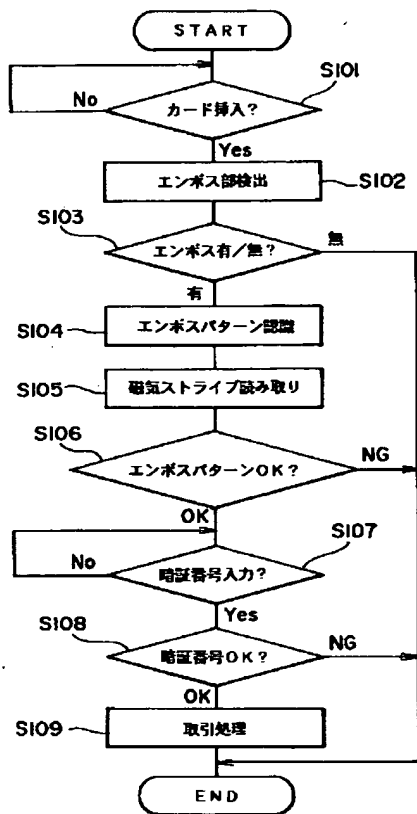 START
S101
No
カード挿入?
Yes
エンボス部検出
S102
S103
エンボス有/無?
無
有
S104
エンボスパターン認識
S105
磁気ストライプ読み取り
S106
エンボスパターンOK?
NG
OK
S107
No
暗証番号入力?
Yes
S108
暗証番号OK?
NG
OK
S109
取引処理
END